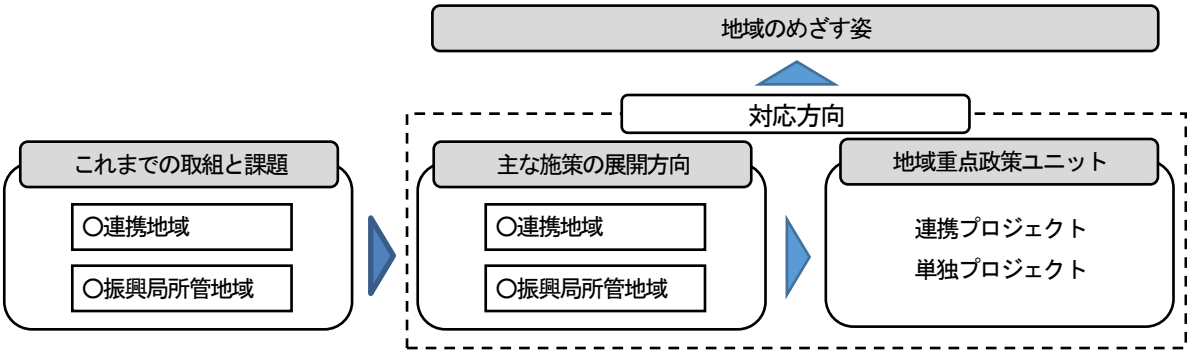 地域のめざす姿
対応方向
これまでの取組と課題
〇連携地域
〇振興局所管地域
主な施策の展開方向
〇連携地域
〇振興局所管地域
地域重点政策ユニット
連携プロジェクト
単独プロジェクト